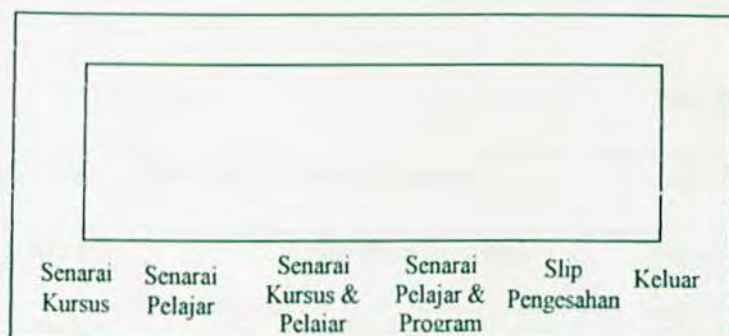 Senarai Kursus
Senarai Pelajar
Senarai Kursus & Pelajar
Senarai Pelajar & Program
Slip Pengesahan
Keluar